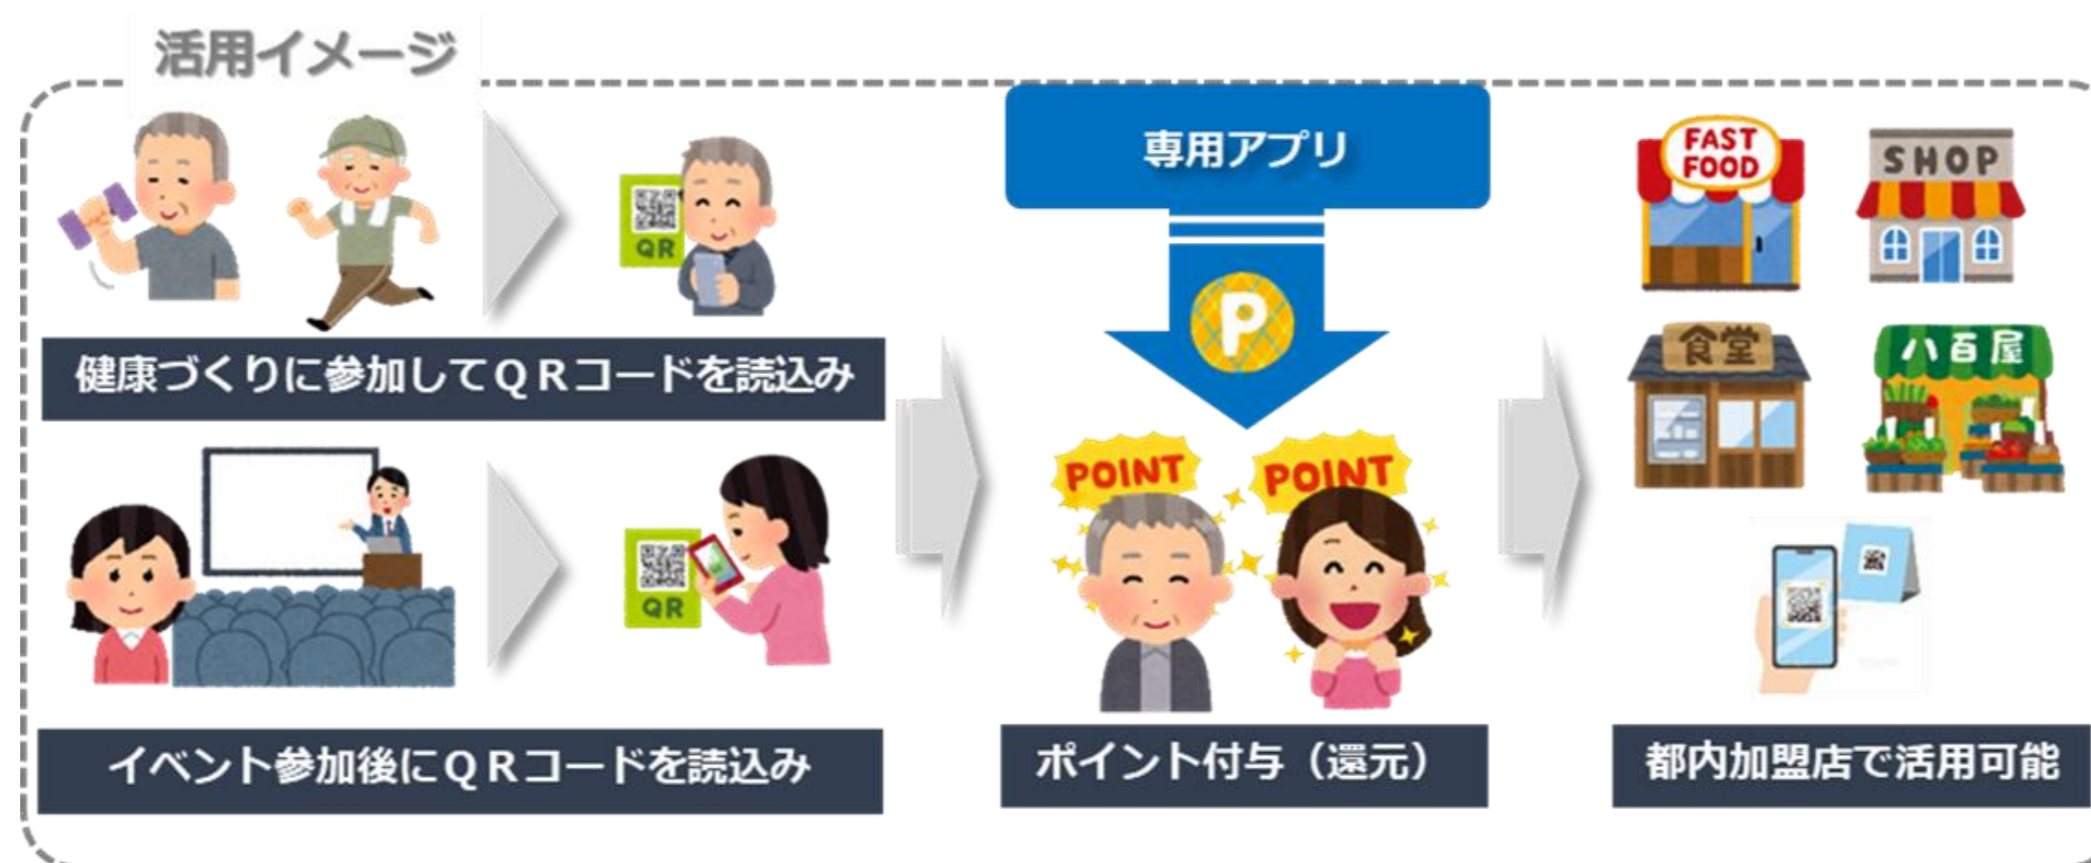 活用イメージ
QR
健康づくりに参加してＱＲコードを読込み
QR
イベント参加後にＱＲコードを読込み
専用アプリ
P
POINT
POINT
ポイント付与（還元）
FAST
FOOD
SHOP
食堂
八百屋
都内加盟店で活用可能